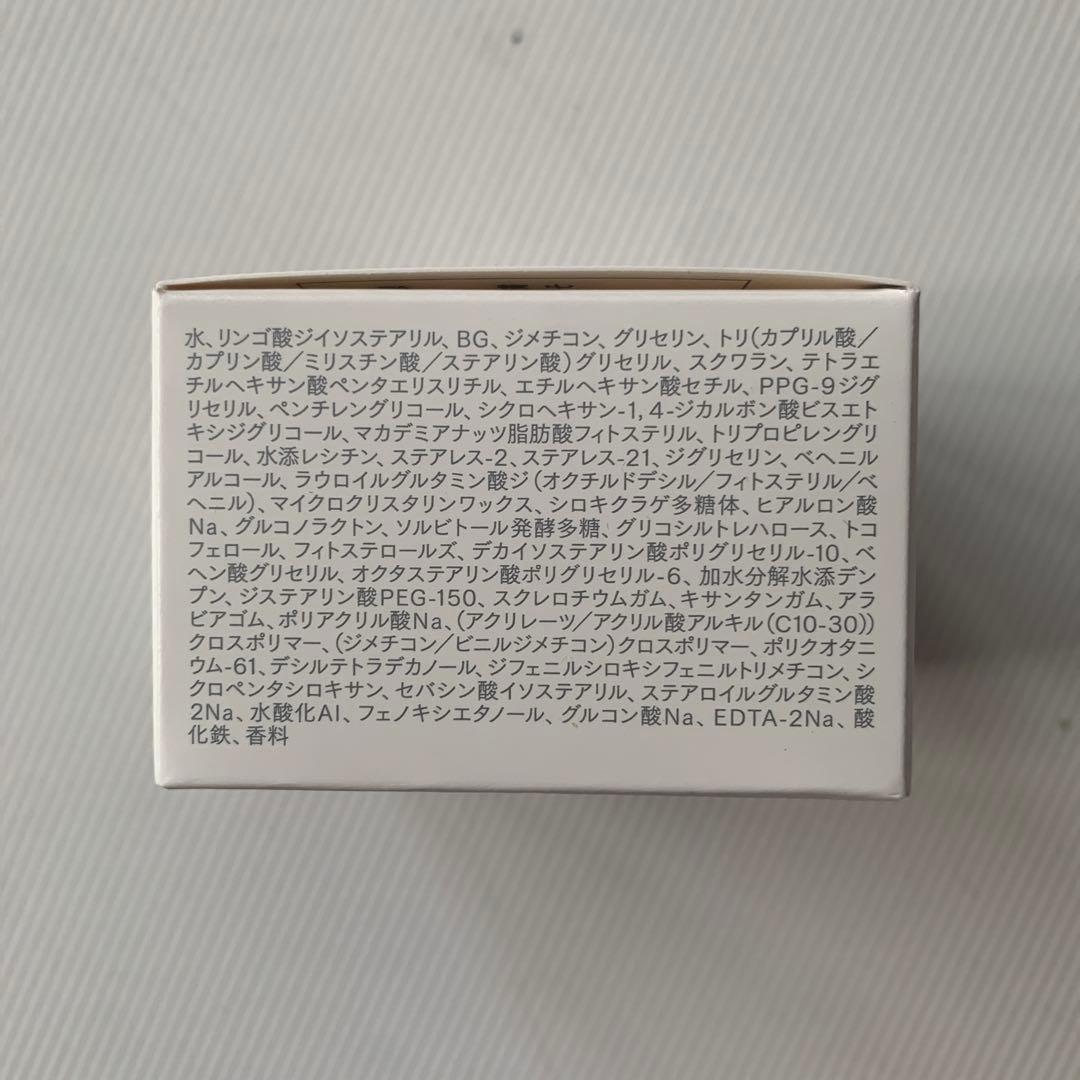 水、リンゴ酸ジイソステアリル、BG、ジメチコン、グリセリン、トリ(カプリル酸／
カプリン酸／ミリスチン酸／ステアリン酸)グリセリル、スクワラン、テトラエ
チルヘキサン酸ペンタエリスリチル、エチルヘキサン酸セチル、PPG-9ジグ
リセリル、ペンチレングリコール、シクロヘキサン-1,4-ジカルボン酸ビスエト
キシジグリコール、マカデミアナッツ脂肪酸フィトステリル、トリプロピレングリ
コール、水添レシチン、ステアレス-2、ステアレス-21、ジグリセリン、ベヘニル
アルコール、ラウロイルグルタミン酸ジ(オクチルドデシル／フィトステリル／ベ
ヘニル)、マイクロクリスタリンワックス、シロキクラゲ多糖体、ヒアルロン酸
Na、グルコノラクトン、ソルビトール発酵多糖、グリコシルトレハロース、トコ
フェロール、フィトステロールズ、デカイソステアリン酸ポリグリセリル-10、ベ
ヘン酸グリセリル、オクタステアリン酸ポリグリセリル-6、加水分解水添デン
プン、ジステアリン酸PEG-150、スクレロチウムガム、キサンタンガム、アラ
ビアゴム、ポリアクリル酸Na、(アクリレーツ／アクリル酸アルキル(C10-30))
クロスポリマー、(ジメチコン／ビニルジメチコン)クロスポリマー、ポリクオタニ
ウム-61、デシルテトラデカノール、ジフェニルシロキシフェニルトリメチコン、シ
クロペンタシロキサン、セバシン酸イソステアリル、ステアロイルグルタミン酸
2Na、水酸化Al、フェノキシエタノール、グルコン酸Na、EDTA-2Na、酸
化鉄、香料